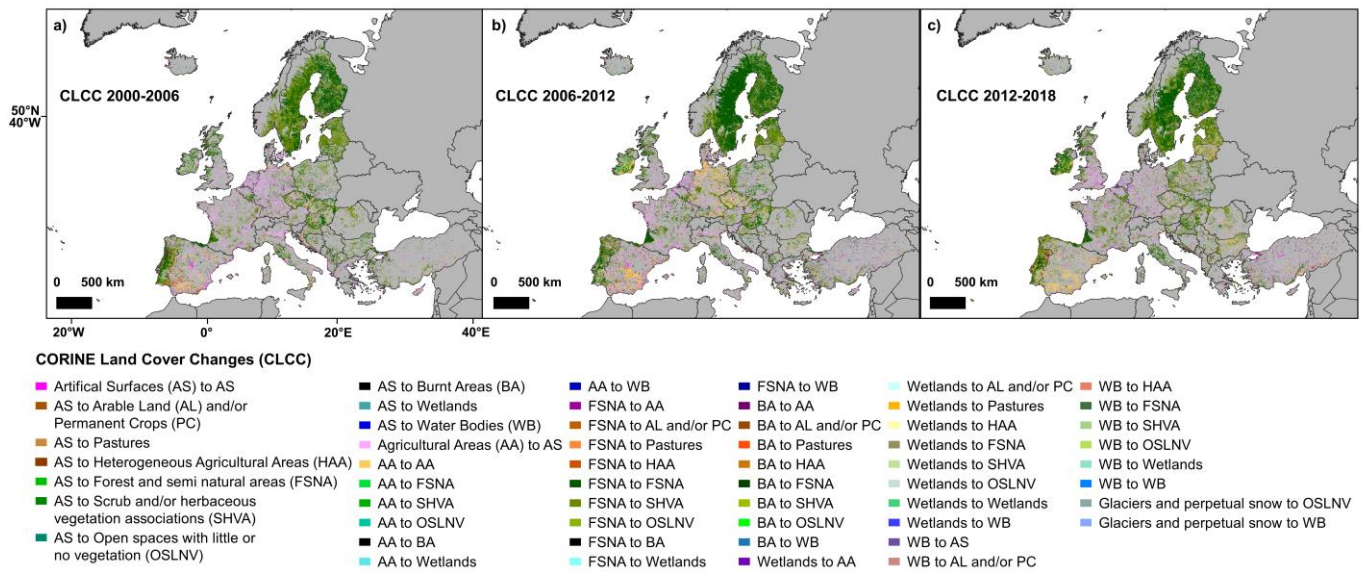 a)
CLCC 2000-2006
50°N
40°W
0 500 km
20°W
0°
20°E
40°E
b)
CLCC 2006-2012
0 500 km
c)
CLCC 2012-2018
0 500 km
CORINE Land Cover Changes (CLCC)
Artifical Surfaces (AS) to AS
AS to Arable Land (AL) and/or
Permanent Crops (PC)
AS to Pastures
AS to Heterogeneous Agricultural Areas (HAA)
AS to Forest and semi natural areas (FSNA)
AS to Scrub and/or herbaceous
vegetation associations (SHVA)
AS to Open spaces with little or
no vegetation (OSLNV)
AS to Burnt Areas (BA)
AS to Wetlands
AS to Water Bodies (WB)
Agricultural Areas (AA) to AS
AA to AA
AA to FSNA
AA to SHVA
AA to OSLNV
AA to BA
AA to Wetlands
AA to WB
FSNA to AA
FSNA to AL and/or PC
FSNA to Pastures
FSNA to HAA
FSNA to FSNA
FSNA to SHVA
FSNA to OSLNV
FSNA to BA
FSNA to Wetlands
FSNA to WB
BA to AA
BA to AL and/or PC
BA to Pastures
BA to HAA
BA to FSNA
BA to SHVA
BA to OSLNV
BA to WB
Wetlands to AA
Wetlands to AL and/or PC
Wetlands to Pastures
Wetlands to HAA
Wetlands to FSNA
Wetlands to SHVA
Wetlands to OSLNV
Wetlands to Wetlands
Wetlands to WB
WB to AS
WB to AL and/or PC
WB to HAA
WB to FSNA
WB to SHVA
WB to OSLNV
WB to Wetlands
WB to WB
Glaciers and perpetual snow to OSLNV
Glaciers and perpetual snow to WB